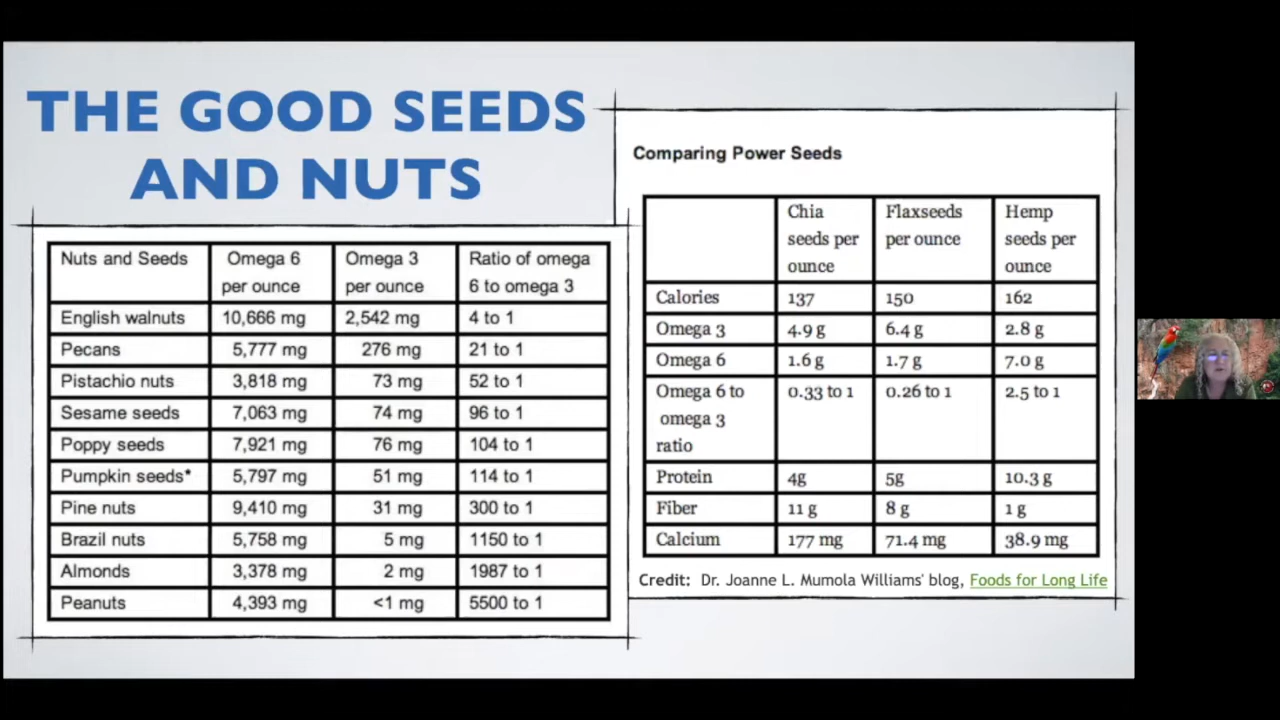 THE GOOD SEEDS
AND NUTS
Nuts and Seeds Omega 6 per ounce Omega 3 per ounce Ratio of omega 6 to omega 3
English walnuts 10,666 mg 2,542 mg 4 to 1
Pecans 5,777 mg 276 mg 21 to 1
Pistachio nuts 3,818 mg 73 mg 52 to 1
Sesame seeds 7,063 mg 74 mg 96 to 1
Poppy seeds 7,921 mg 76 mg 104 to 1
Pumpkin seeds* 5,797 mg 51 mg 114 to 1
Pine nuts 9,410 mg 31 mg 300 to 1
Brazil nuts 5,758 mg 5 mg 1150 to 1
Almonds 3,378 mg 2 mg 1987 to 1
Peanuts 4,393 mg <1 mg 5500 to 1
Comparing Power Seeds
Chia seeds per ounce Flaxseeds per ounce Hemp seeds per ounce
Calories 137 150 162
Omega 3 4.9 g 6.4 g 2.8 g
Omega 6 1.6 g 1.7 g 7.0 g
Omega 6 to omega 3 ratio 0.33 to 1 0.26 to 1 2.5 to 1
Protein 4g 5g 10.3 g
Fiber 11 g 8 g 1 g
Calcium 177 mg 71.4 mg 38.9 mg
Credit: Dr. Joanne L. Mumola Williams' blog, Foods for Long Life